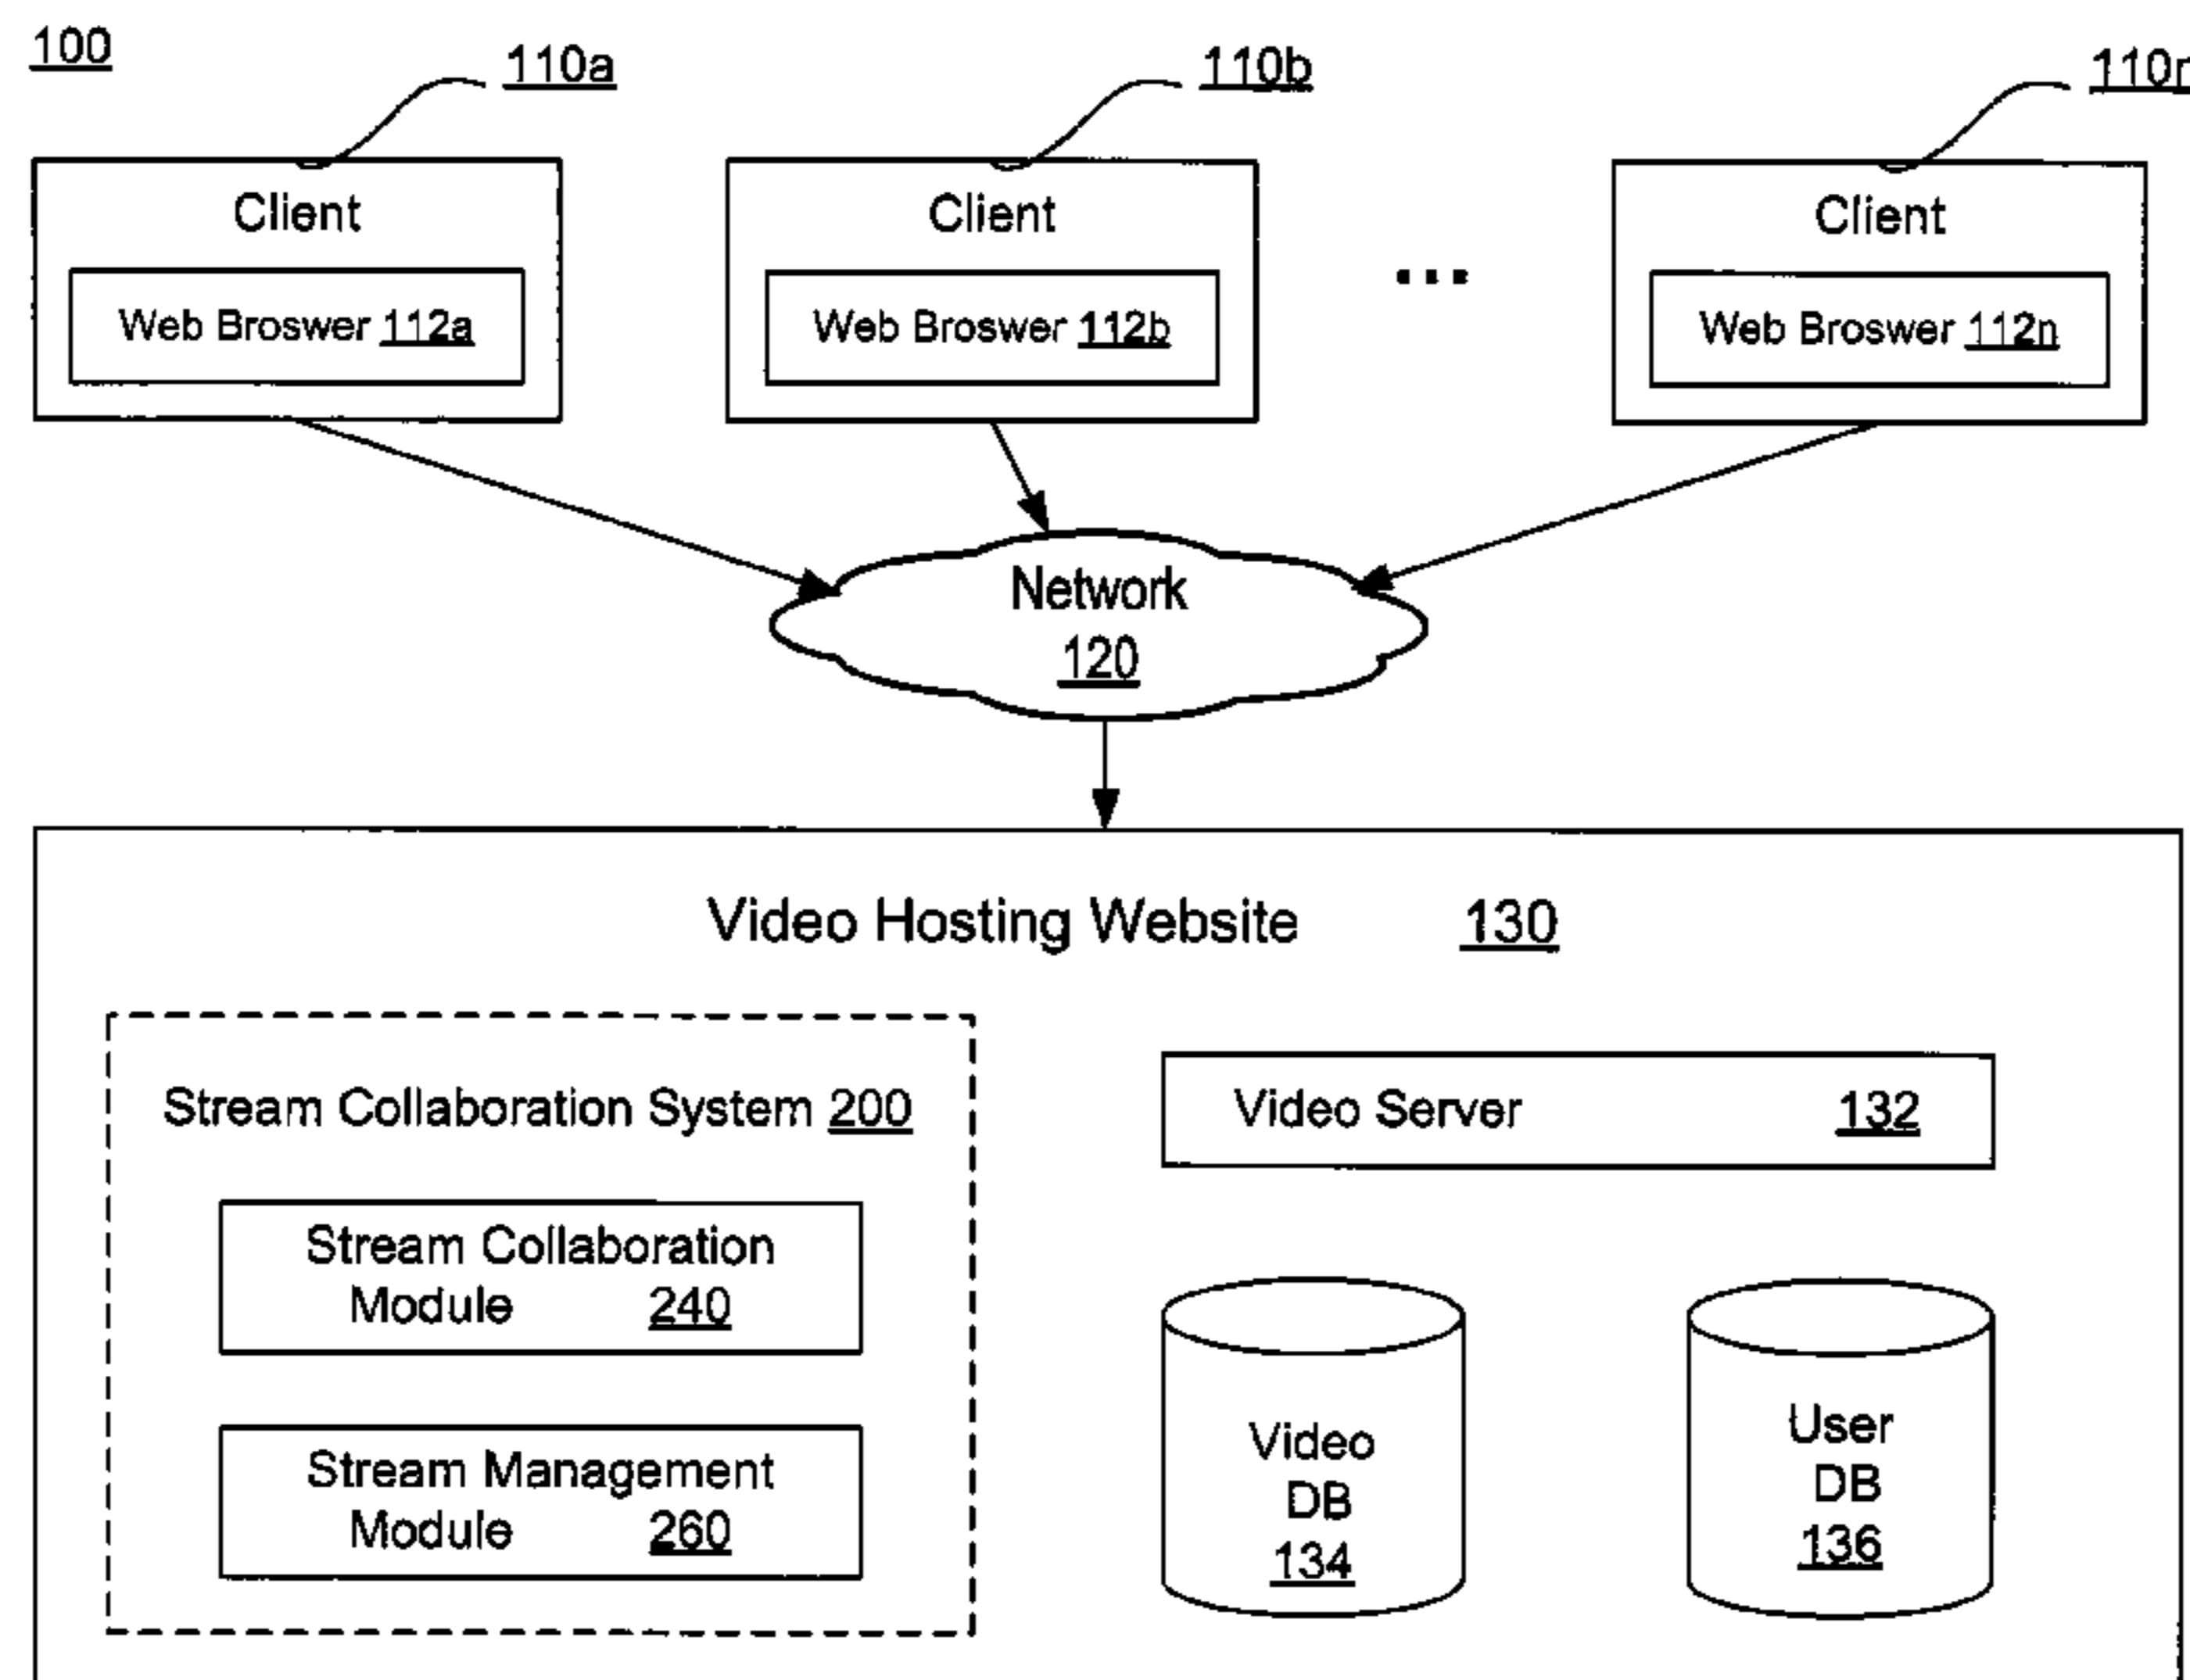 100
110a
110b
110n
Client
Client
Client
Web Broswer 112a
Web Broswer 112b
...
Web Broswer 112n
Network
120
Video Hosting Website 130
Stream Collaboration System 200
Stream Collaboration
Module 240
Stream Management
Module 260
Video Server 132
Video
DB
134
User
DB
136